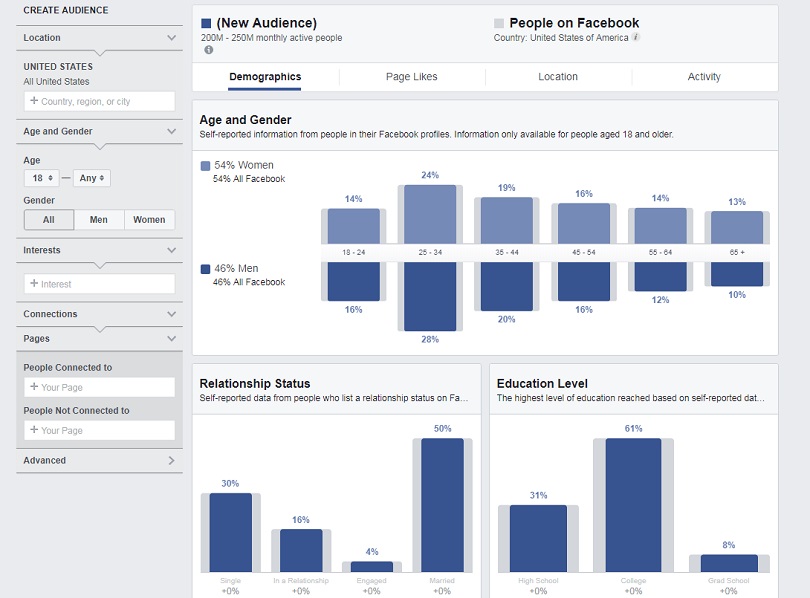 CREATE AUDIENCE
Location
UNITED STATES
All United States
+ Country, region, or city
Age and Gender
Age
18 — Any
Gender
All Men Women
Interests
+ Interest
Connections
Pages
People Connected to
+ Your Page
People Not Connected to
+ Your Page
Advanced
(New Audience)
200M - 250M monthly active people
People on Facebook
Country: United States of America
Demographics Page Likes Location Activity
Age and Gender
Self-reported information from people in their Facebook profiles. Information only available for people aged 18 and older.
54% Women
54% All Facebook
14% 24% 19% 16% 14% 13%
18 - 24 25 - 34 35 - 44 45 - 54 55 - 64 65 +
46% Men
46% All Facebook
16% 28% 20% 16% 12% 10%
Relationship Status
Self-reported data from people who list a relationship status on Fa...
30% 16% 4% 50%
Single In a Relationship Engaged Married
+0% +0% +0% +0%
Education Level
The highest level of education reached based on self-reported dat...
31% 61% 8%
High School College Grad School
+0% +0% +0%